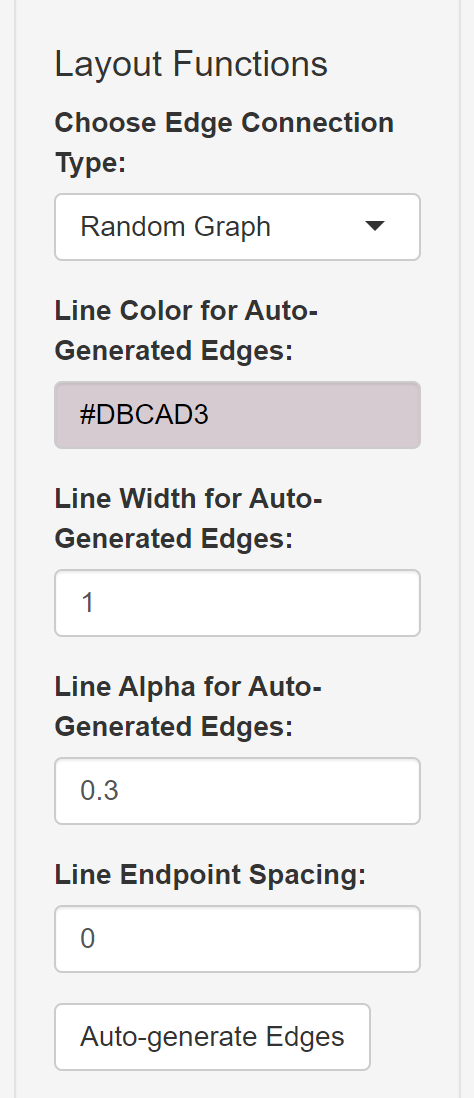 Layout Functions
Choose Edge Connection
Type:
Random Graph
Line Color for Auto-
Generated Edges:
#DBCAD3
Line Width for Auto-
Generated Edges:
1
Line Alpha for Auto-
Generated Edges:
0.3
Line Endpoint Spacing:
0
Auto-generate Edges